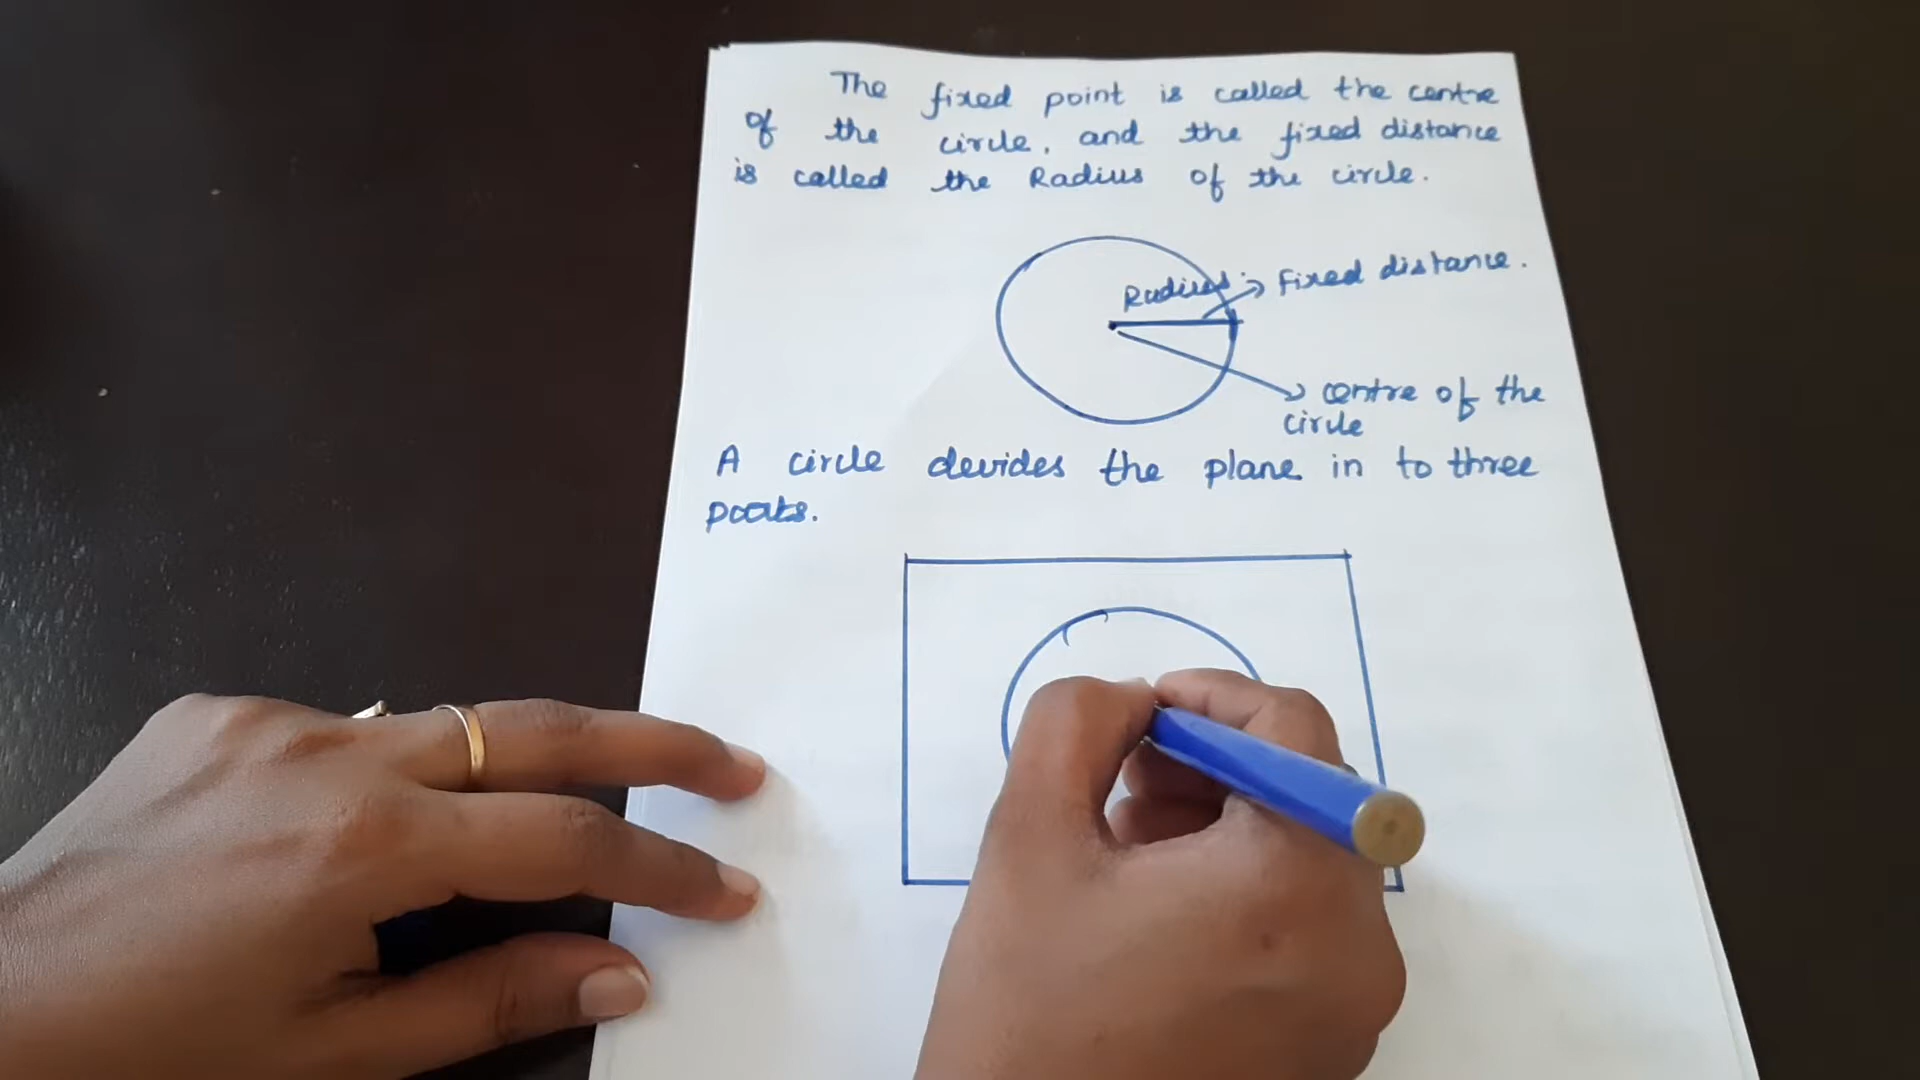 The fixed point is called the centre
of the circle, and the fixed distance
is called the Radius of the circle.
Radius → Fixed distance.
→ centre of the
circle
A circle devides the plane in to three
parts.